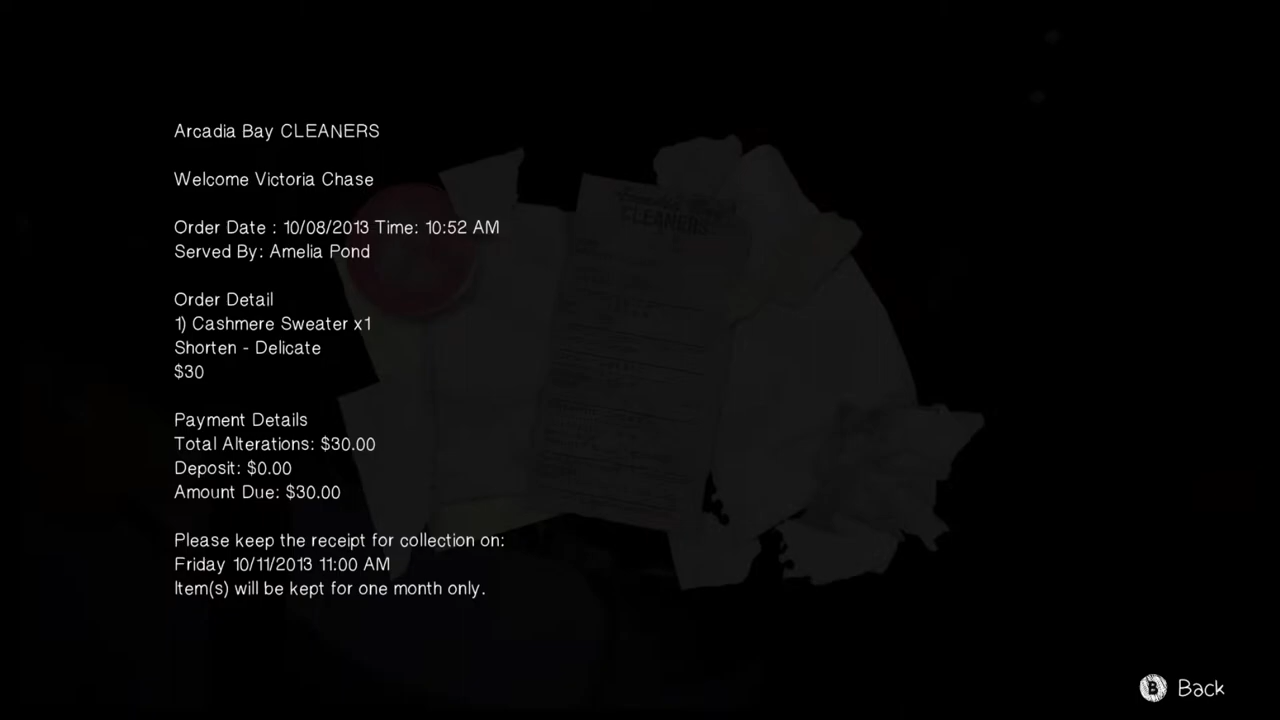 Arcadia Bay CLEANERS
Welcome Victoria Chase
Order Date : 10/08/2013 Time: 10:52 AM
Served By: Amelia Pond
Order Detail
1) Cashmere Sweater x1
Shorten - Delicate
$30
Payment Details
Total Alterations: $30.00
Deposit: $0.00
Amount Due: $30.00
Please keep the receipt for collection on:
Friday 10/11/2013 11:00 AM
Item(s) will be kept for one month only.
CLEANERS
B Back